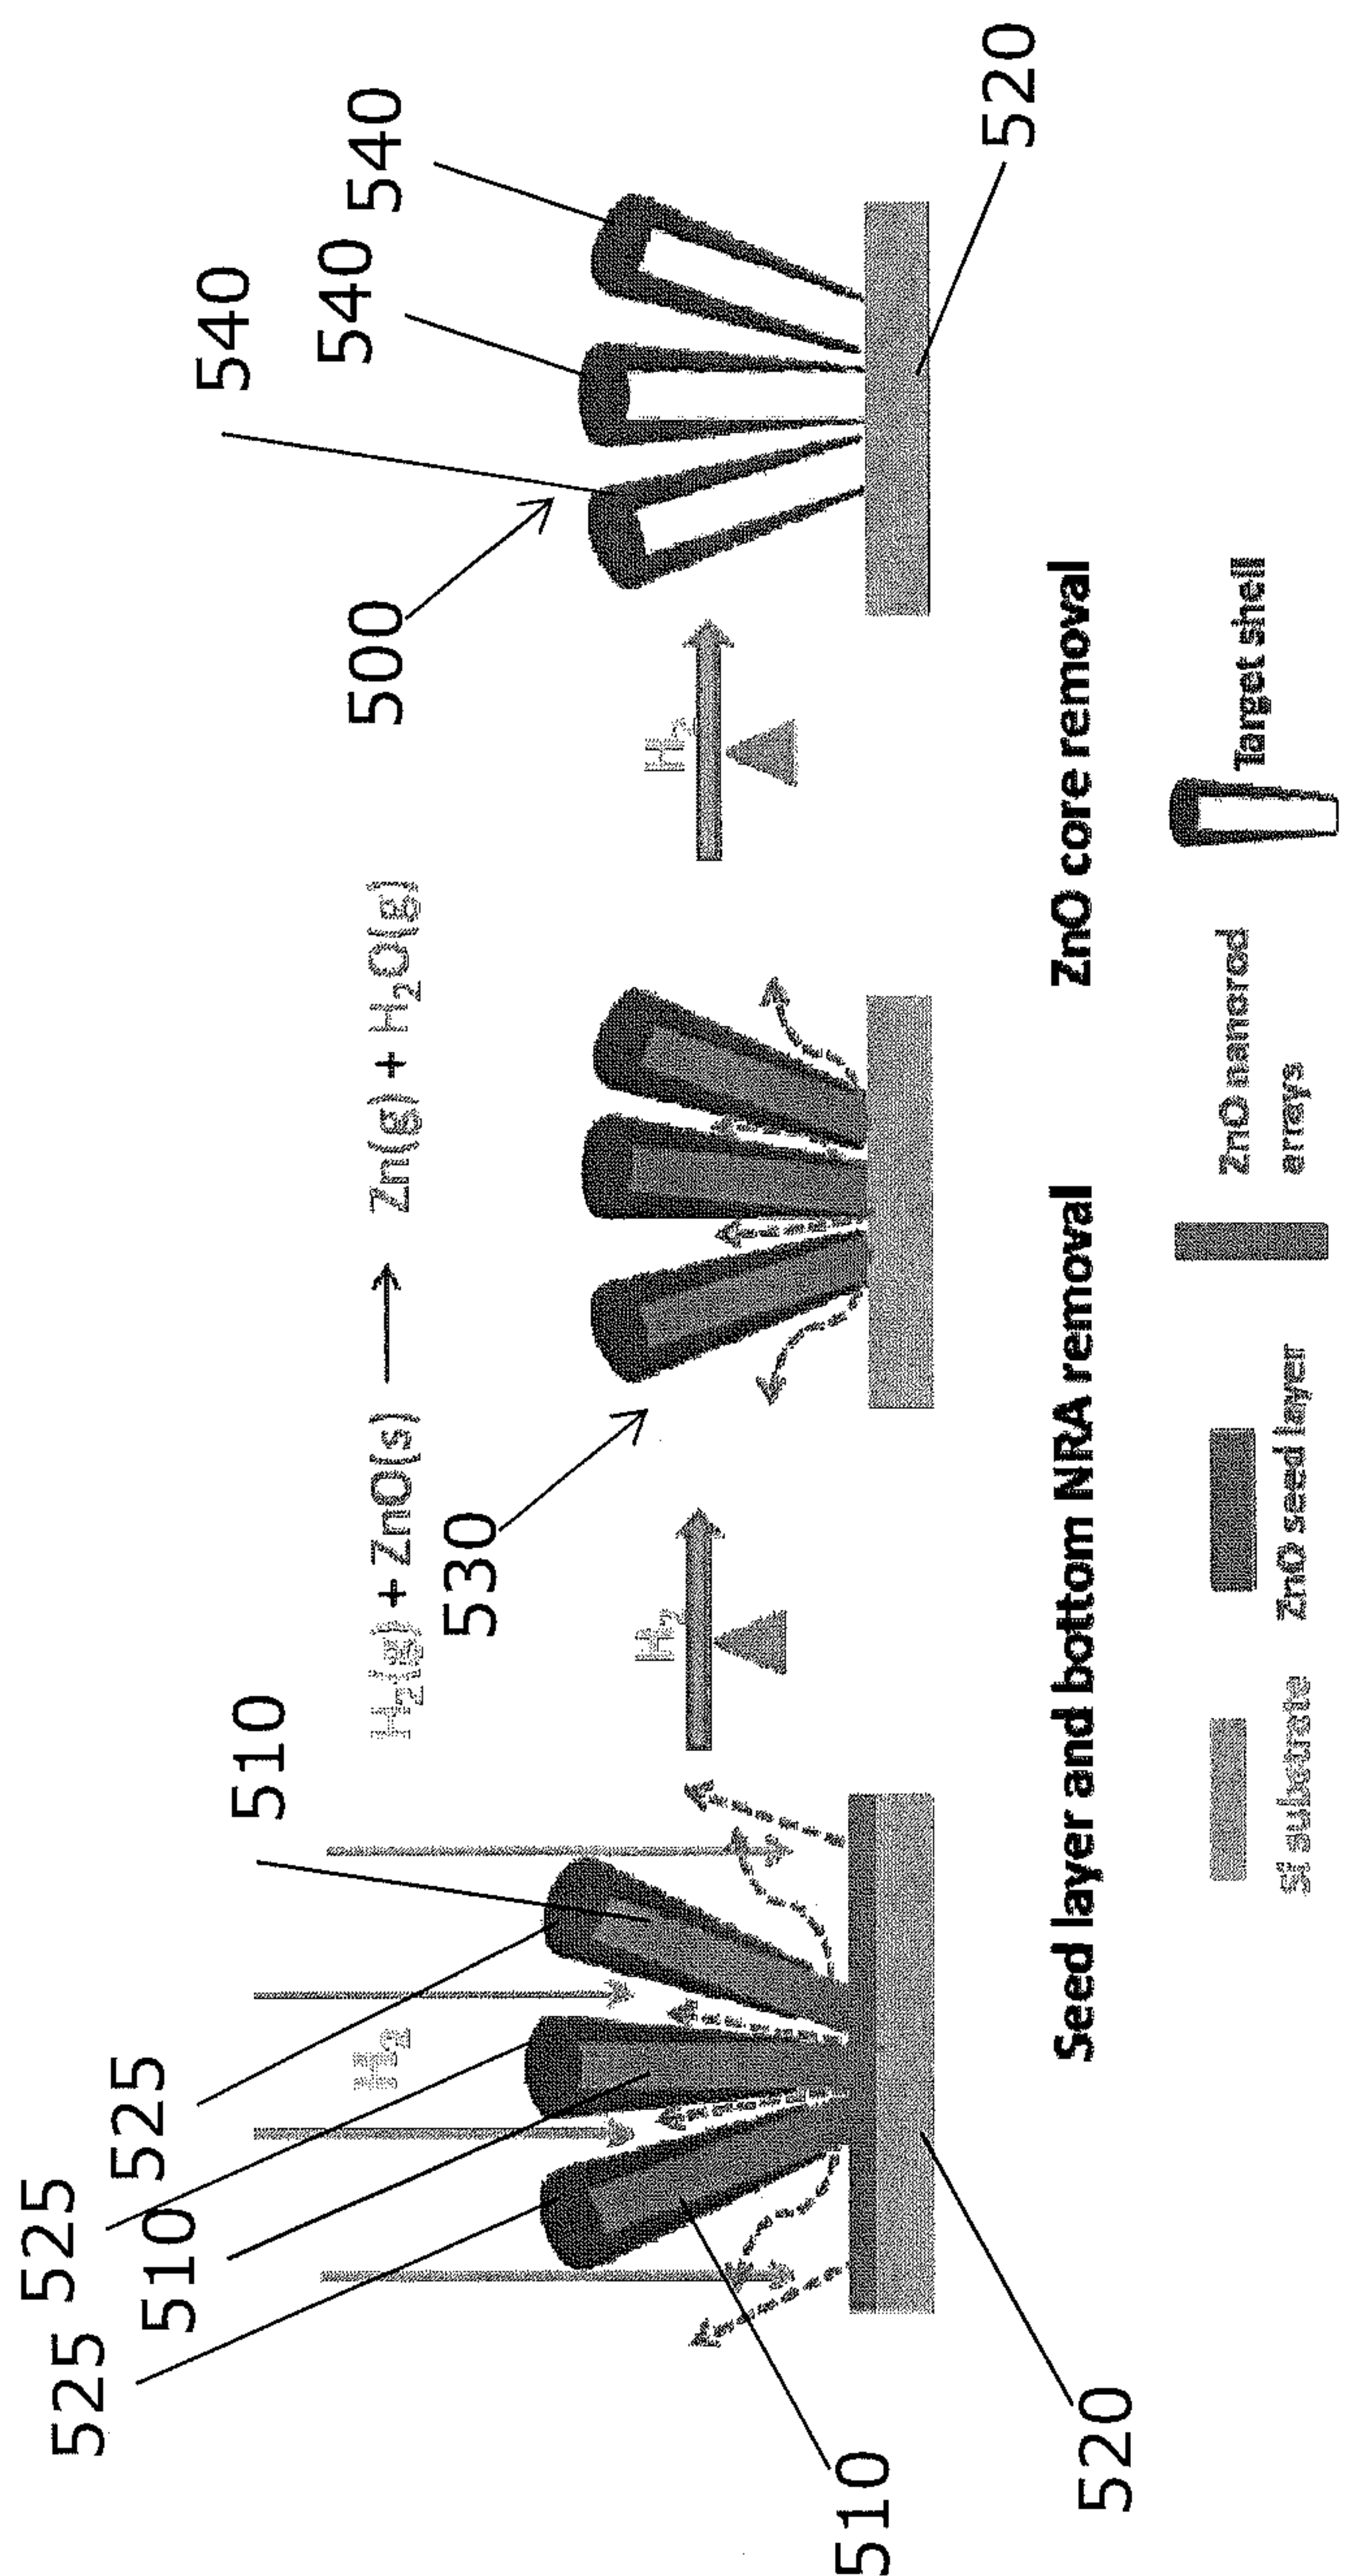 525
525
525
510
510
510
520
H₂
H₂(g) + ZnO(s) ⟶ Zn(g) + H₂O(g)
530
H₂
500
H₂
540
540
540
520
Seed layer and bottom NRA removal
ZnO core removal
Si substrate
ZnO seed layer
ZnO nanorod
arrays
Target shell